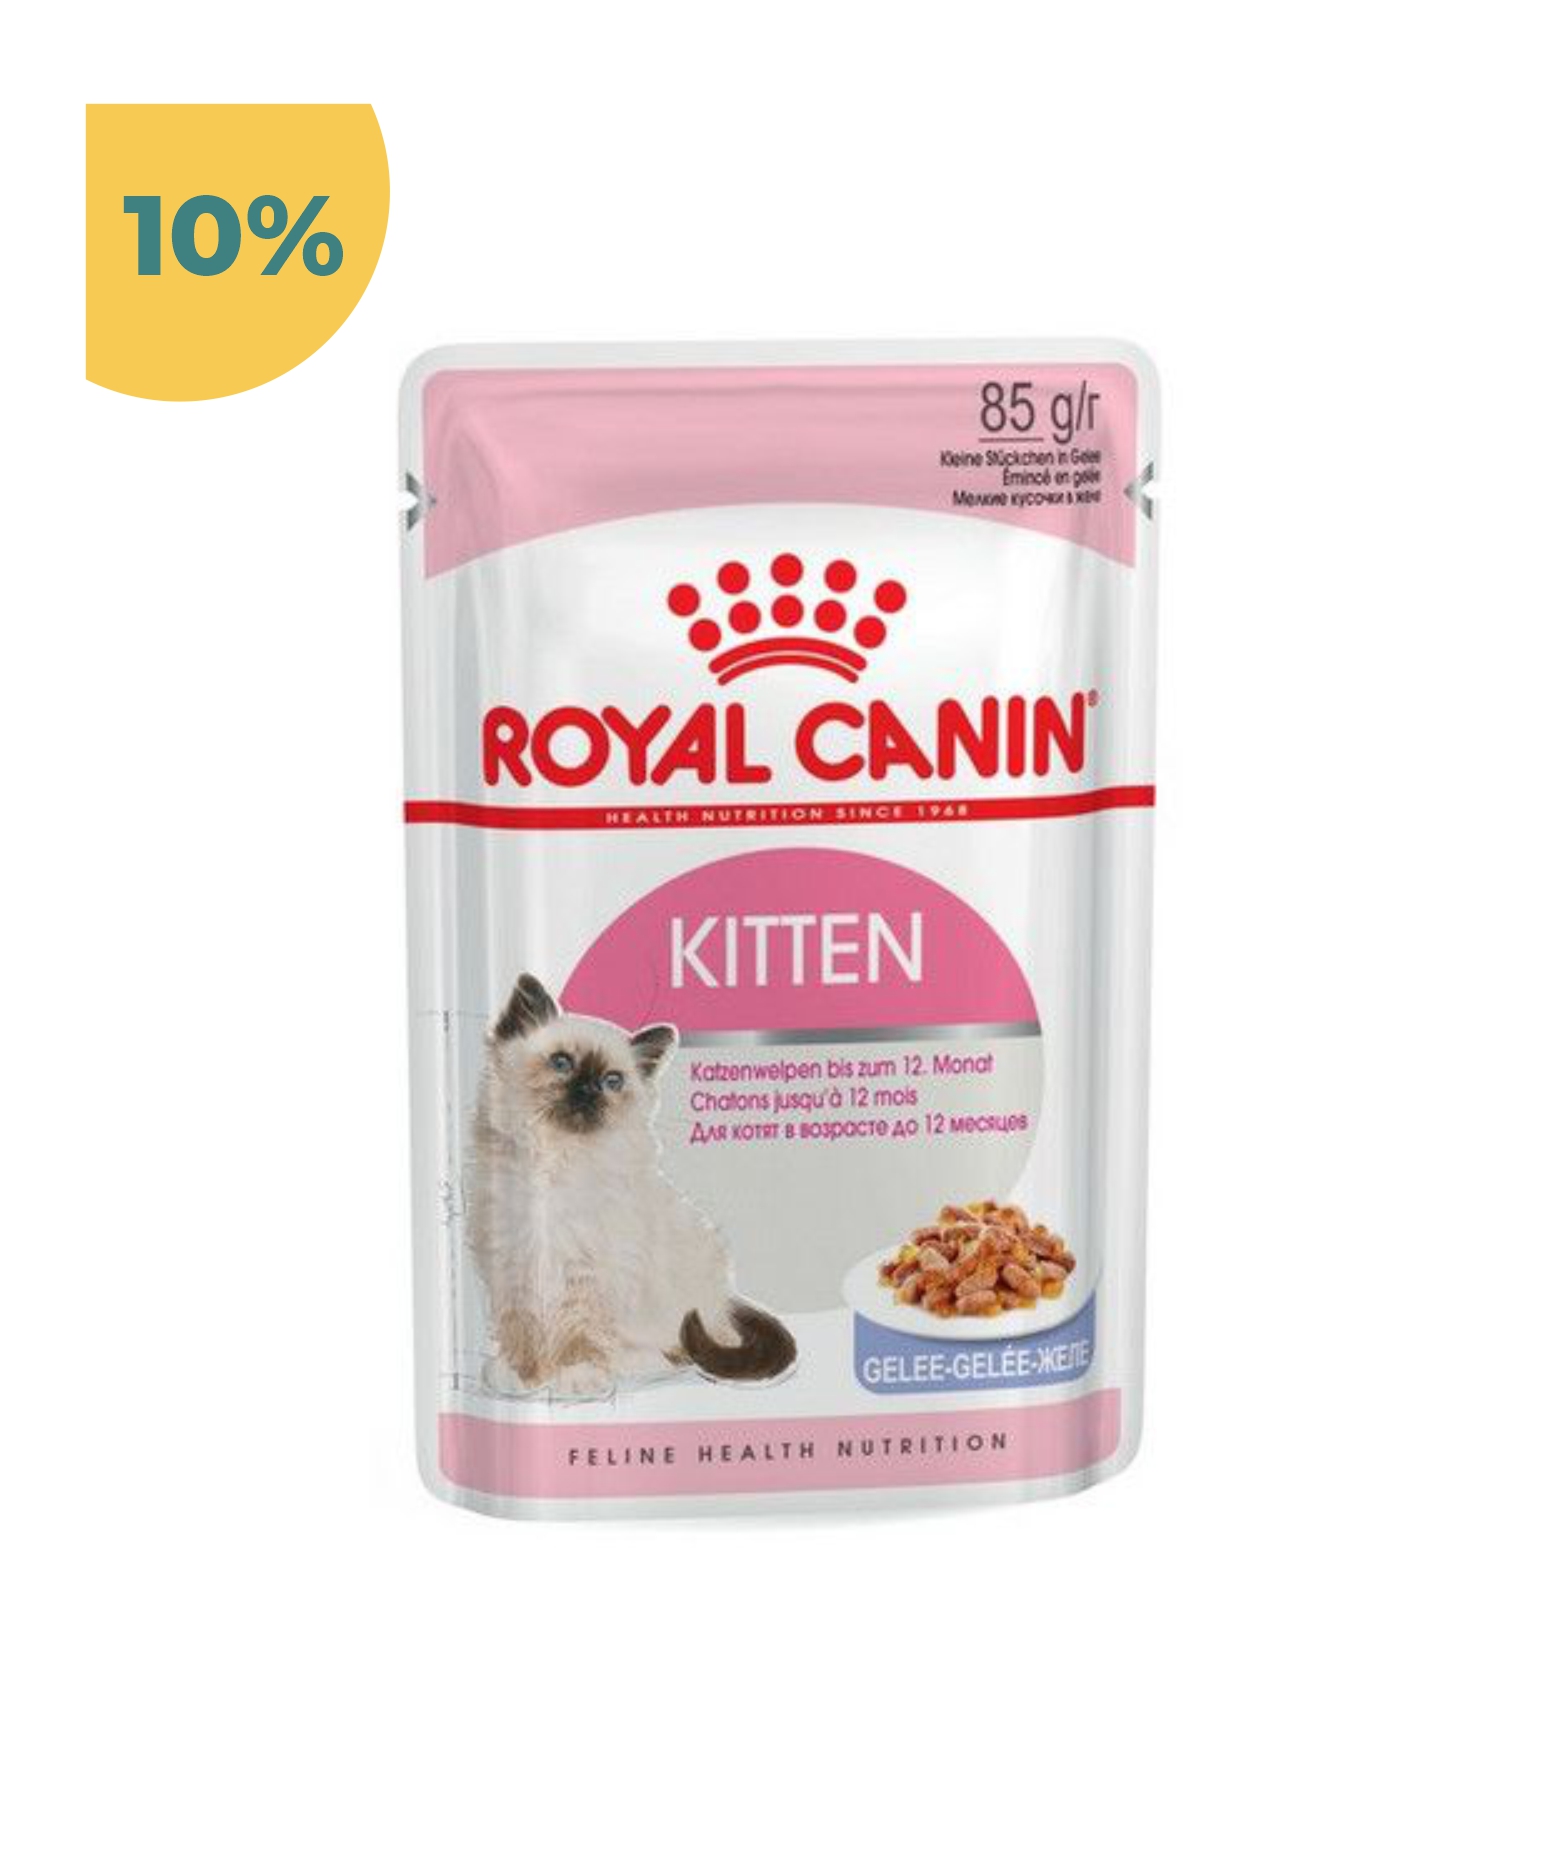 10%
85 g/г
Kleine Stückchen in Gelee
Émincé en gelée
Мелкие кусочки в желе
ROYAL CANIN®
HEALTH NUTRITION SINCE 1968
KITTEN
Katzenwelpen bis zum 12. Monat
Chatons jusqu'à 12 mois
Для котят в возрасте до 12 месяцев
GELEE-GELÉE-ЖЕЛЕ
FELINE HEALTH NUTRITION